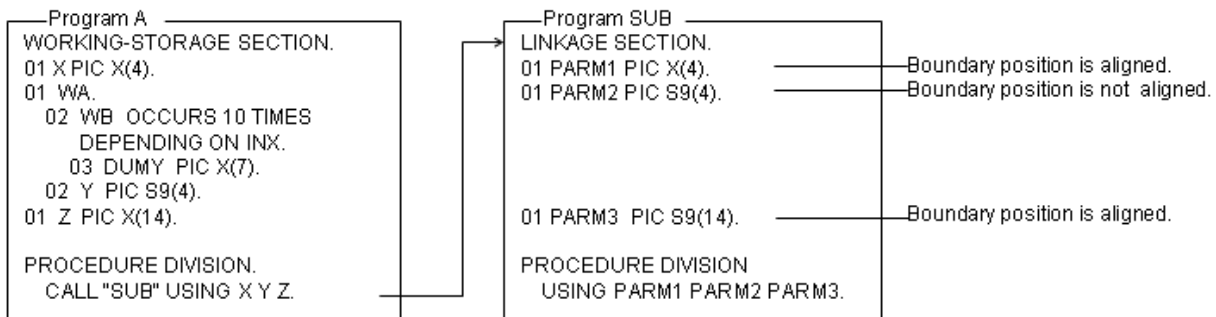 Program A
WORKING-STORAGE SECTION.
01 X PIC X(4).
01 WA.
02 WB OCCURS 10 TIMES
DEPENDING ON INX.
03 DUMY PIC X(7).
02 Y PIC S9(4).
01 Z PIC X(14).
PROCEDURE DIVISION.
CALL "SUB" USING X Y Z.
Program SUB
LINKAGE SECTION.
01 PARM1 PIC X(4).
01 PARM2 PIC S9(4).
01 PARM3 PIC S9(14).
PROCEDURE DIVISION
USING PARM1 PARM2 PARM3.
Boundary position is aligned.
Boundary position is not aligned.
Boundary position is aligned.